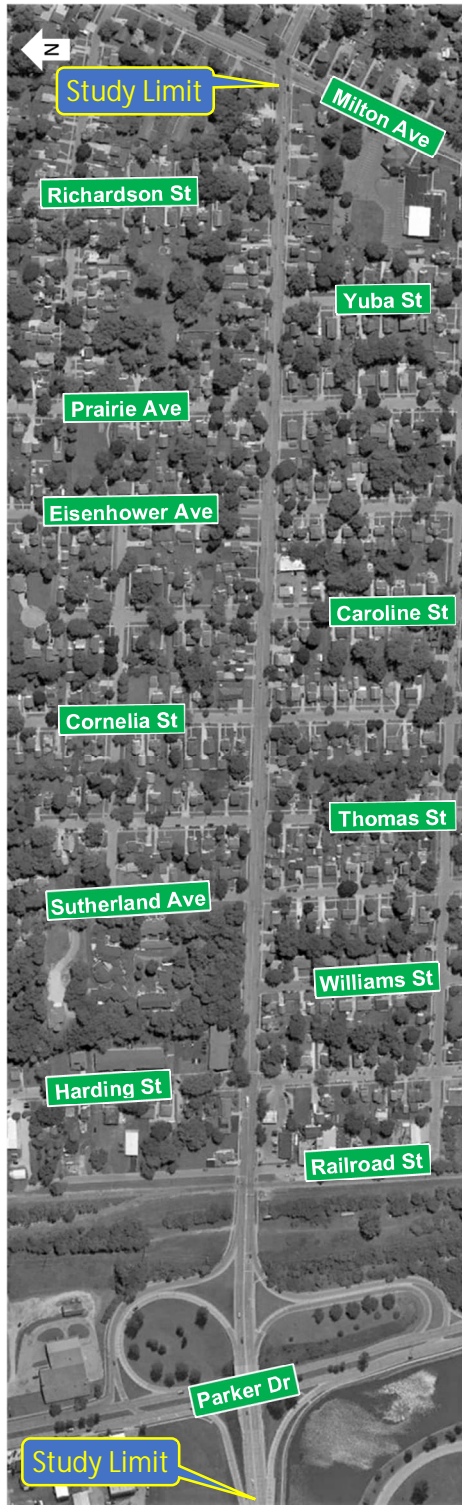 N
Study Limit
Milton Ave
Richardson St
Yuba St
Prairie Ave
Eisenhower Ave
Caroline St
Cornelia St
Thomas St
Sutherland Ave
Williams St
Harding St
Railroad St
Parker Dr
Study Limit